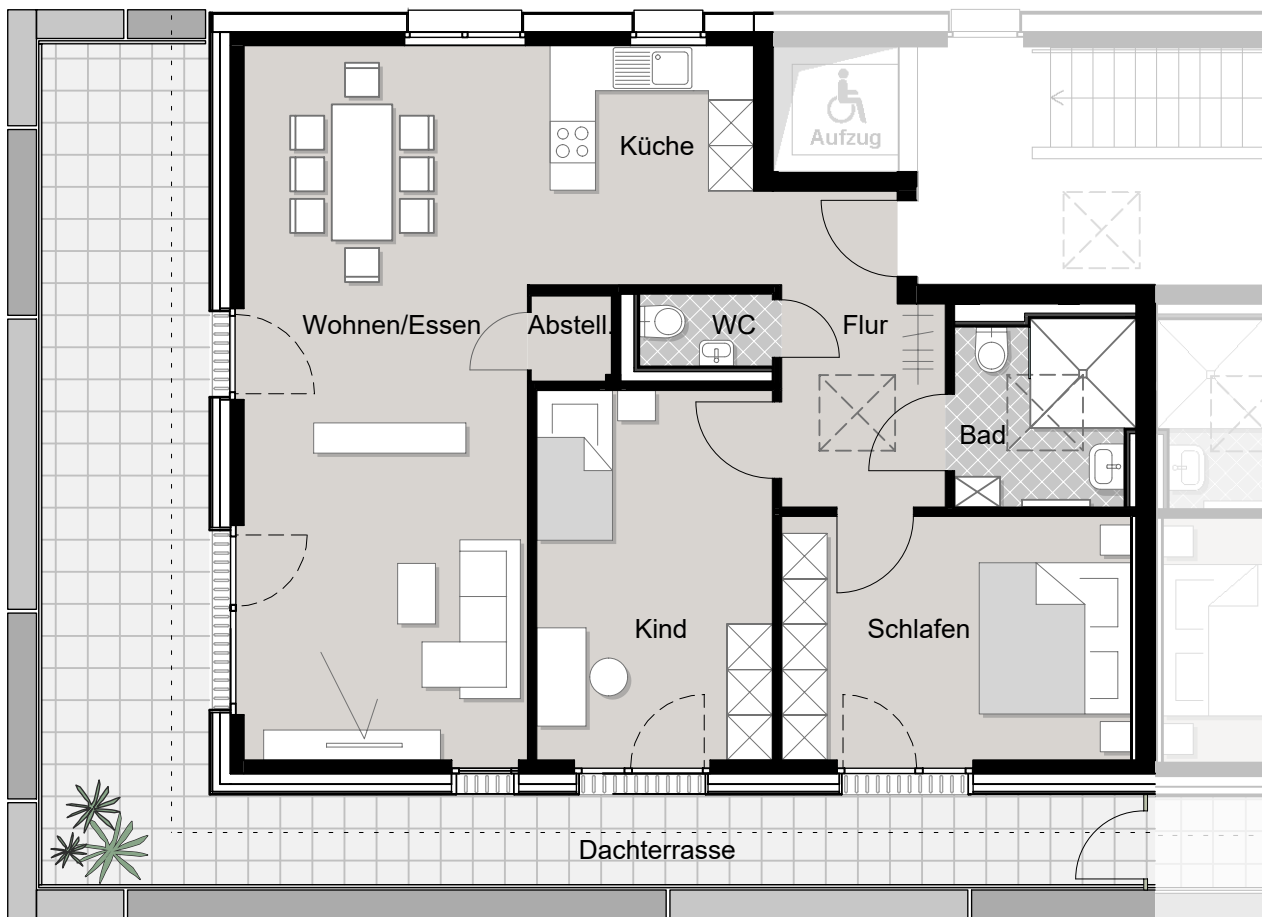 Aufzug
Küche
Wohnen/Essen
Abstell.
WC
Flur
Bad
Kind
Schlafen
Dachterrasse